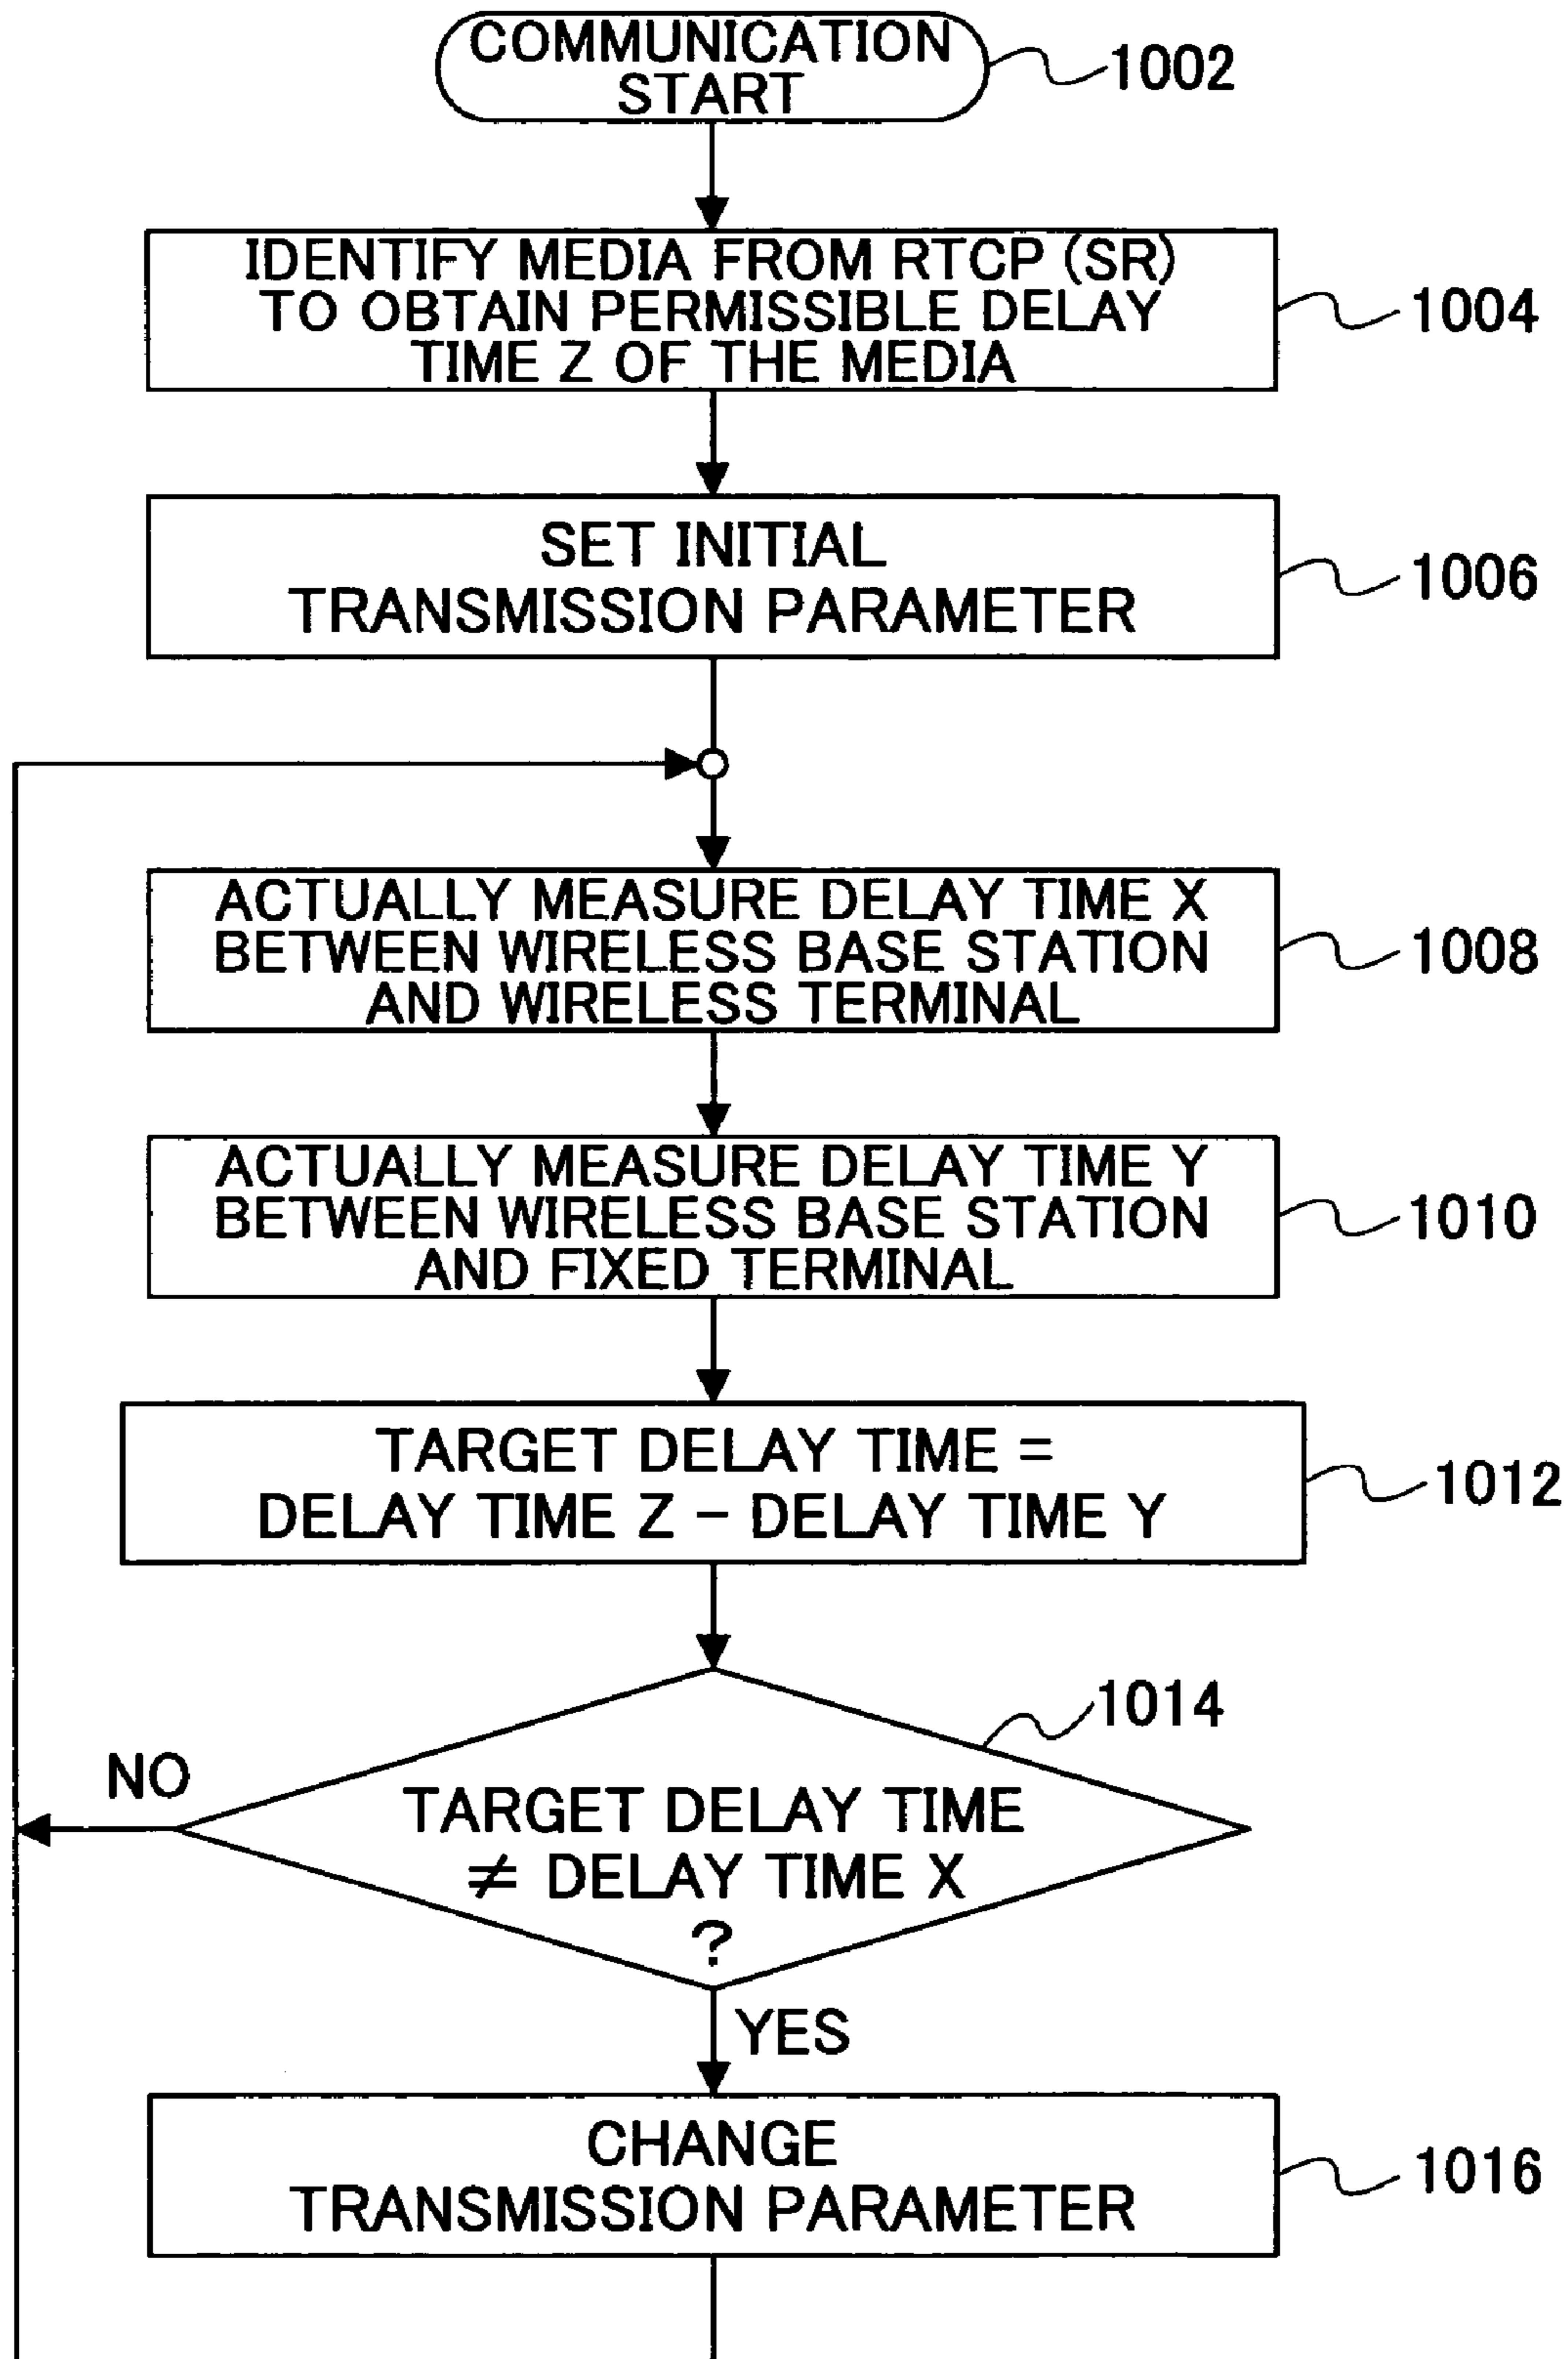 COMMUNICATION
START
1002
IDENTIFY MEDIA FROM RTCP (SR)
TO OBTAIN PERMISSIBLE DELAY
TIME Z OF THE MEDIA
1004
SET INITIAL
TRANSMISSION PARAMETER
1006
ACTUALLY MEASURE DELAY TIME X
BETWEEN WIRELESS BASE STATION
AND WIRELESS TERMINAL
1008
ACTUALLY MEASURE DELAY TIME Y
BETWEEN WIRELESS BASE STATION
AND FIXED TERMINAL
1010
TARGET DELAY TIME =
DELAY TIME Z − DELAY TIME Y
1012
1014
NO
TARGET DELAY TIME
≠ DELAY TIME X
?
YES
CHANGE
TRANSMISSION PARAMETER
1016